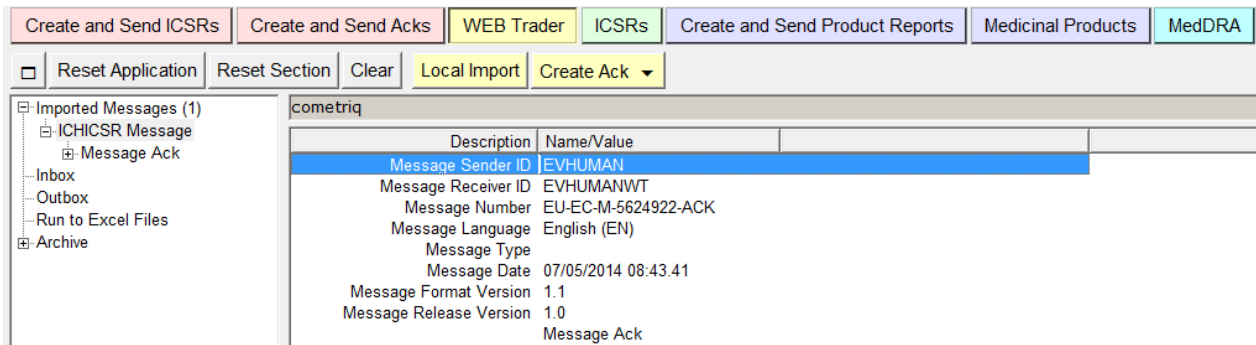 Create and Send ICSRs Create and Send Acks WEB Trader ICSRs Create and Send Product Reports Medicinal Products MedDRA
Reset Application Reset Section Clear Local Import Create Ack
Imported Messages (1)
ICHICSR Message
Message Ack
Inbox
Outbox
Run to Excel Files
Archive
cometriq
Description Name/Value
Message Sender ID EVHUMAN
Message Receiver ID EVHUMANWT
Message Number EU-EC-M-5624922-ACK
Message Language English (EN)
Message Type
Message Date 07/05/2014 08:43.41
Message Format Version 1.1
Message Release Version 1.0
Message Ack